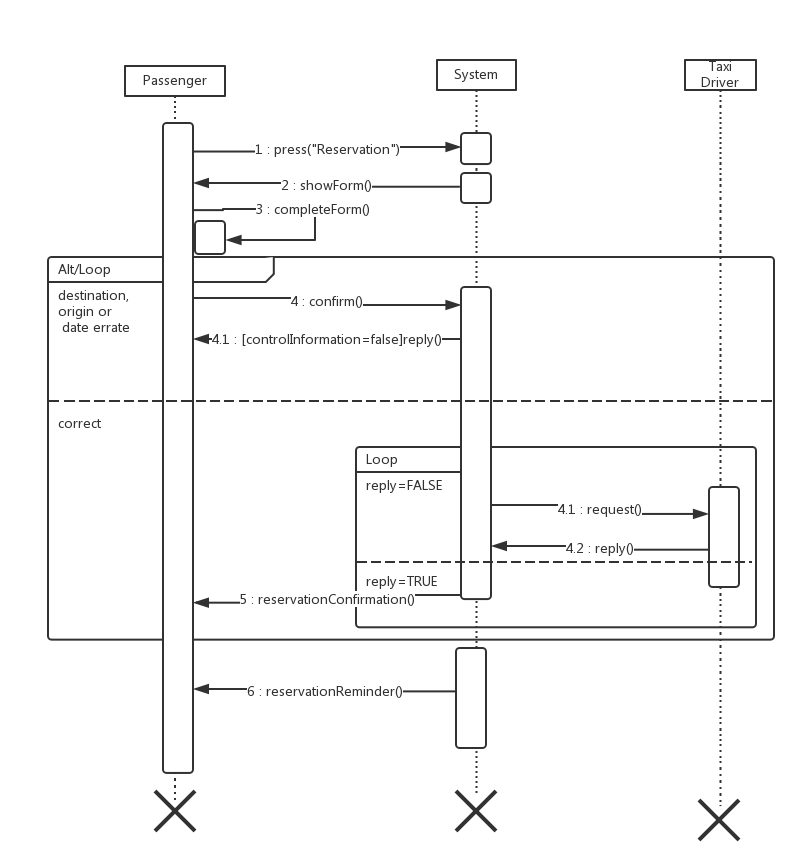 Passenger
System
Taxi
Driver
1 : press("Reservation")
2 : showForm()
3 : completeForm()
Alt/Loop
destination,
origin or
date errate
4 : confirm()
4.1 : [controlInformation=false]reply()
correct
Loop
reply=FALSE
4.1 : request()
4.2 : reply()
reply=TRUE
5 : reservationConfirmation()
6 : reservationReminder()